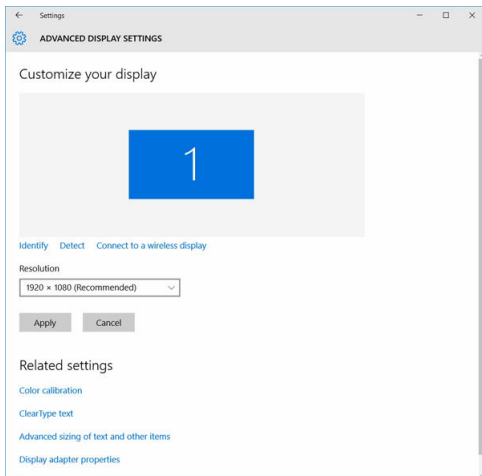 Settings
ADVANCED DISPLAY SETTINGS
Customize your display
1
Identify Detect Connect to a wireless display
Resolution
1920 × 1080 (Recommended)
Apply Cancel
Related settings
Color calibration
ClearType text
Advanced sizing of text and other items
Display adapter properties